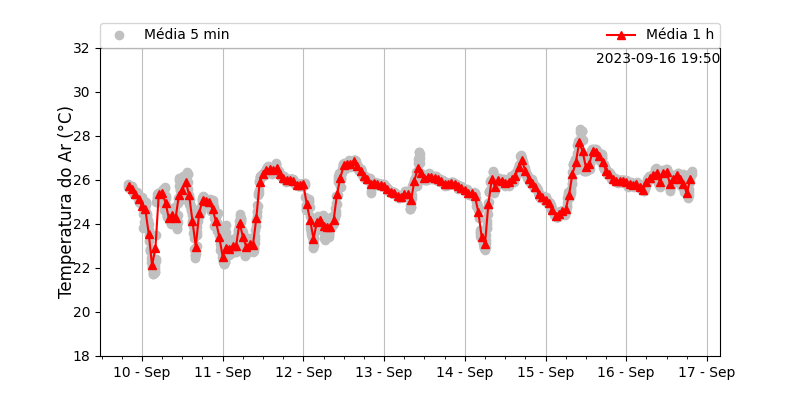 Média 5 min
Média 1 h
2023-09-16 19:50
Temperatura do Ar (°C)
32
30
28
26
24
22
20
18
10 - Sep
11 - Sep
12 - Sep
13 - Sep
14 - Sep
15 - Sep
16 - Sep
17 - Sep